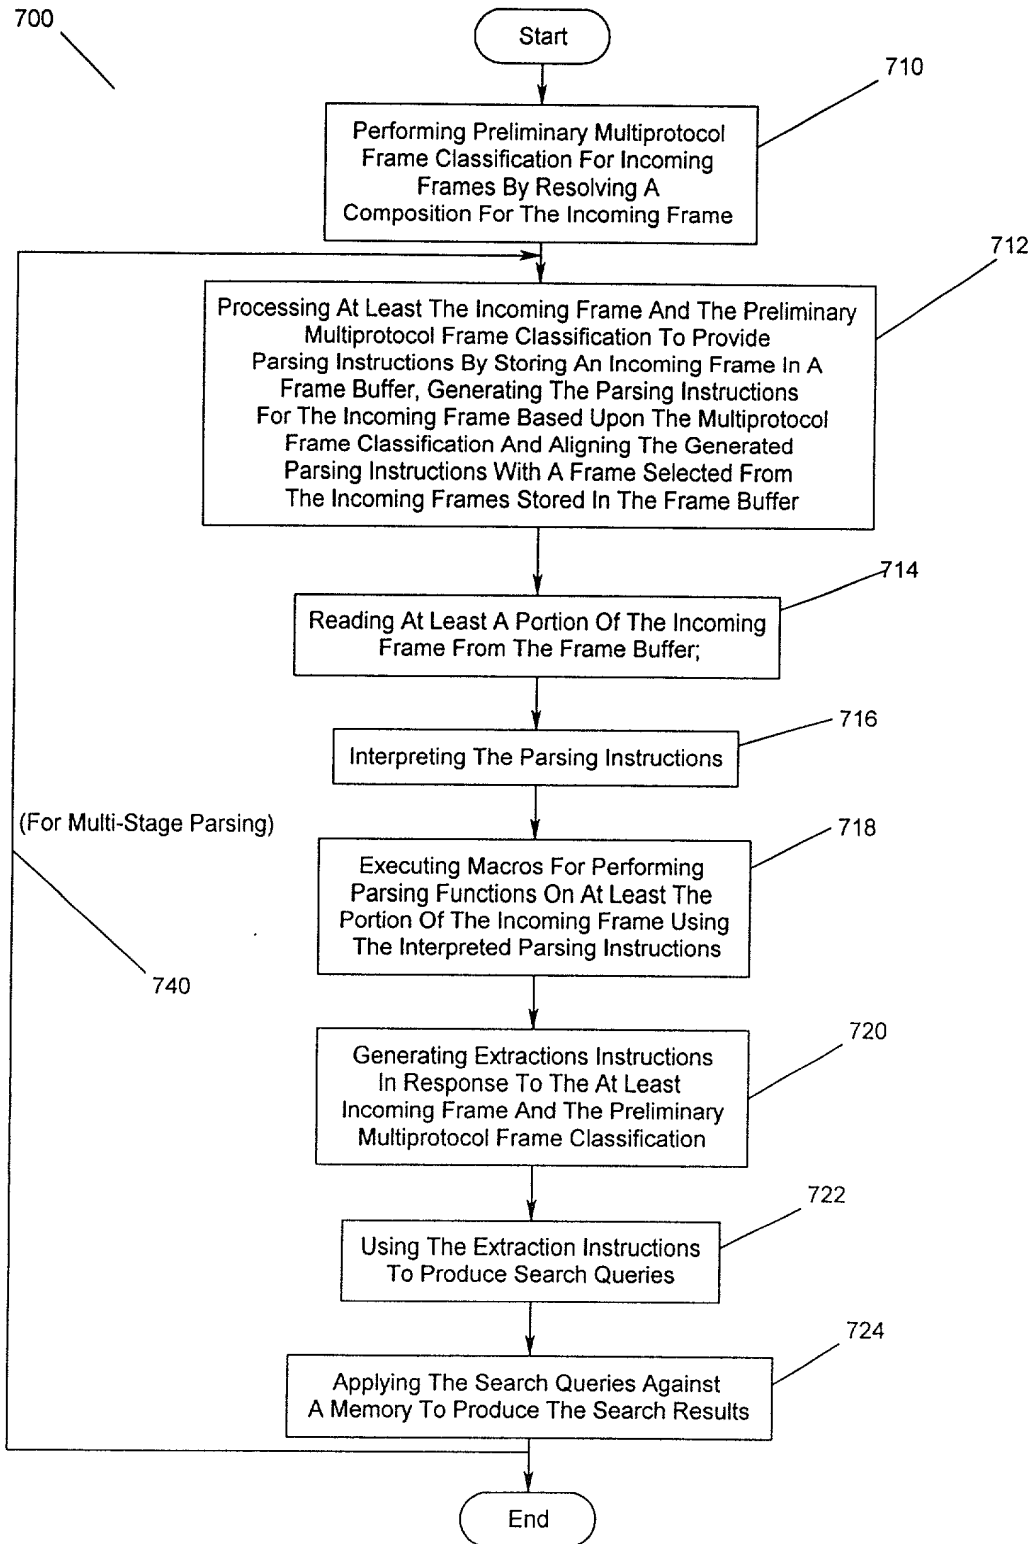 700
Start
710
Performing Preliminary Multiprotocol
Frame Classification For Incoming
Frames By Resolving A
Composition For The Incoming Frame
712
Processing At Least The Incoming Frame And The Preliminary
Multiprotocol Frame Classification To Provide
Parsing Instructions By Storing An Incoming Frame In A
Frame Buffer, Generating The Parsing Instructions
For The Incoming Frame Based Upon The Multiprotocol
Frame Classification And Aligning The Generated
Parsing Instructions With A Frame Selected From
The Incoming Frames Stored In The Frame Buffer
714
Reading At Least A Portion Of The Incoming
Frame From The Frame Buffer;
716
Interpreting The Parsing Instructions
(For Multi-Stage Parsing)
718
Executing Macros For Performing
Parsing Functions On At Least The
Portion Of The Incoming Frame Using
The Interpreted Parsing Instructions
740
720
Generating Extractions Instructions
In Response To The At Least
Incoming Frame And The Preliminary
Multiprotocol Frame Classification
722
Using The Extraction Instructions
To Produce Search Queries
724
Applying The Search Queries Against
A Memory To Produce The Search Results
End